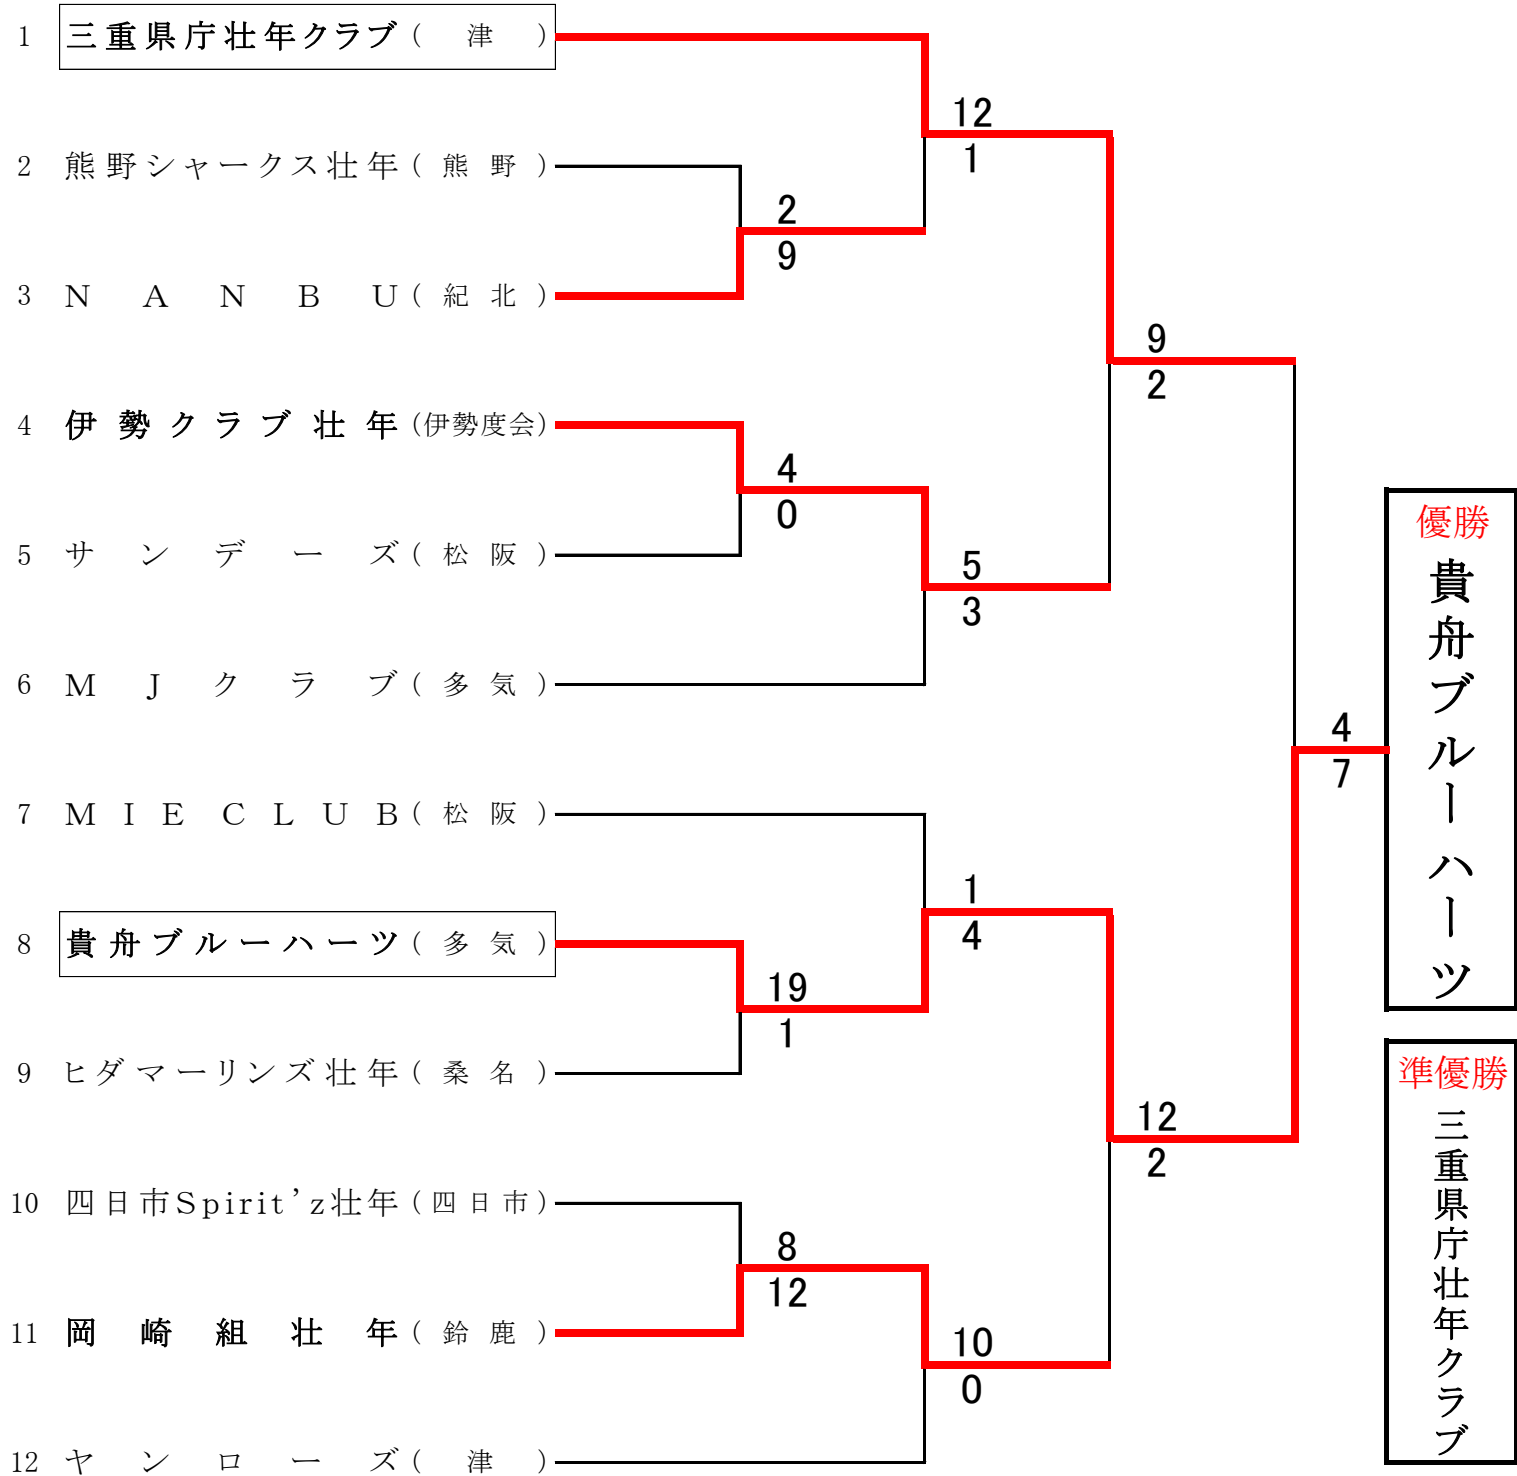 1 三重県庁壮年クラブ ( 津 )
12
1
2 熊野シャークス壮年 ( 熊野 )
2
9
3 NANBU ( 紀北 )
9
2
4 伊勢クラブ壮年 (伊勢度会)
4
0
5 サンデーズ ( 松阪 )
5
3
6 MJクラブ ( 多気 )
4
7
7 MIE CLUB ( 松阪 )
1
4
8 貴舟ブルーハーツ ( 多気 )
19
1
9 ヒダマーリンズ壮年 ( 桑名 )
12
2
10 四日市Spirit’z壮年 ( 四日市 )
8
12
11 岡崎組壮年 ( 鈴鹿 )
10
0
12 ヤンローズ ( 津 )
優勝
貴舟ブルーハーツ
準優勝
三重県庁壮年クラブ